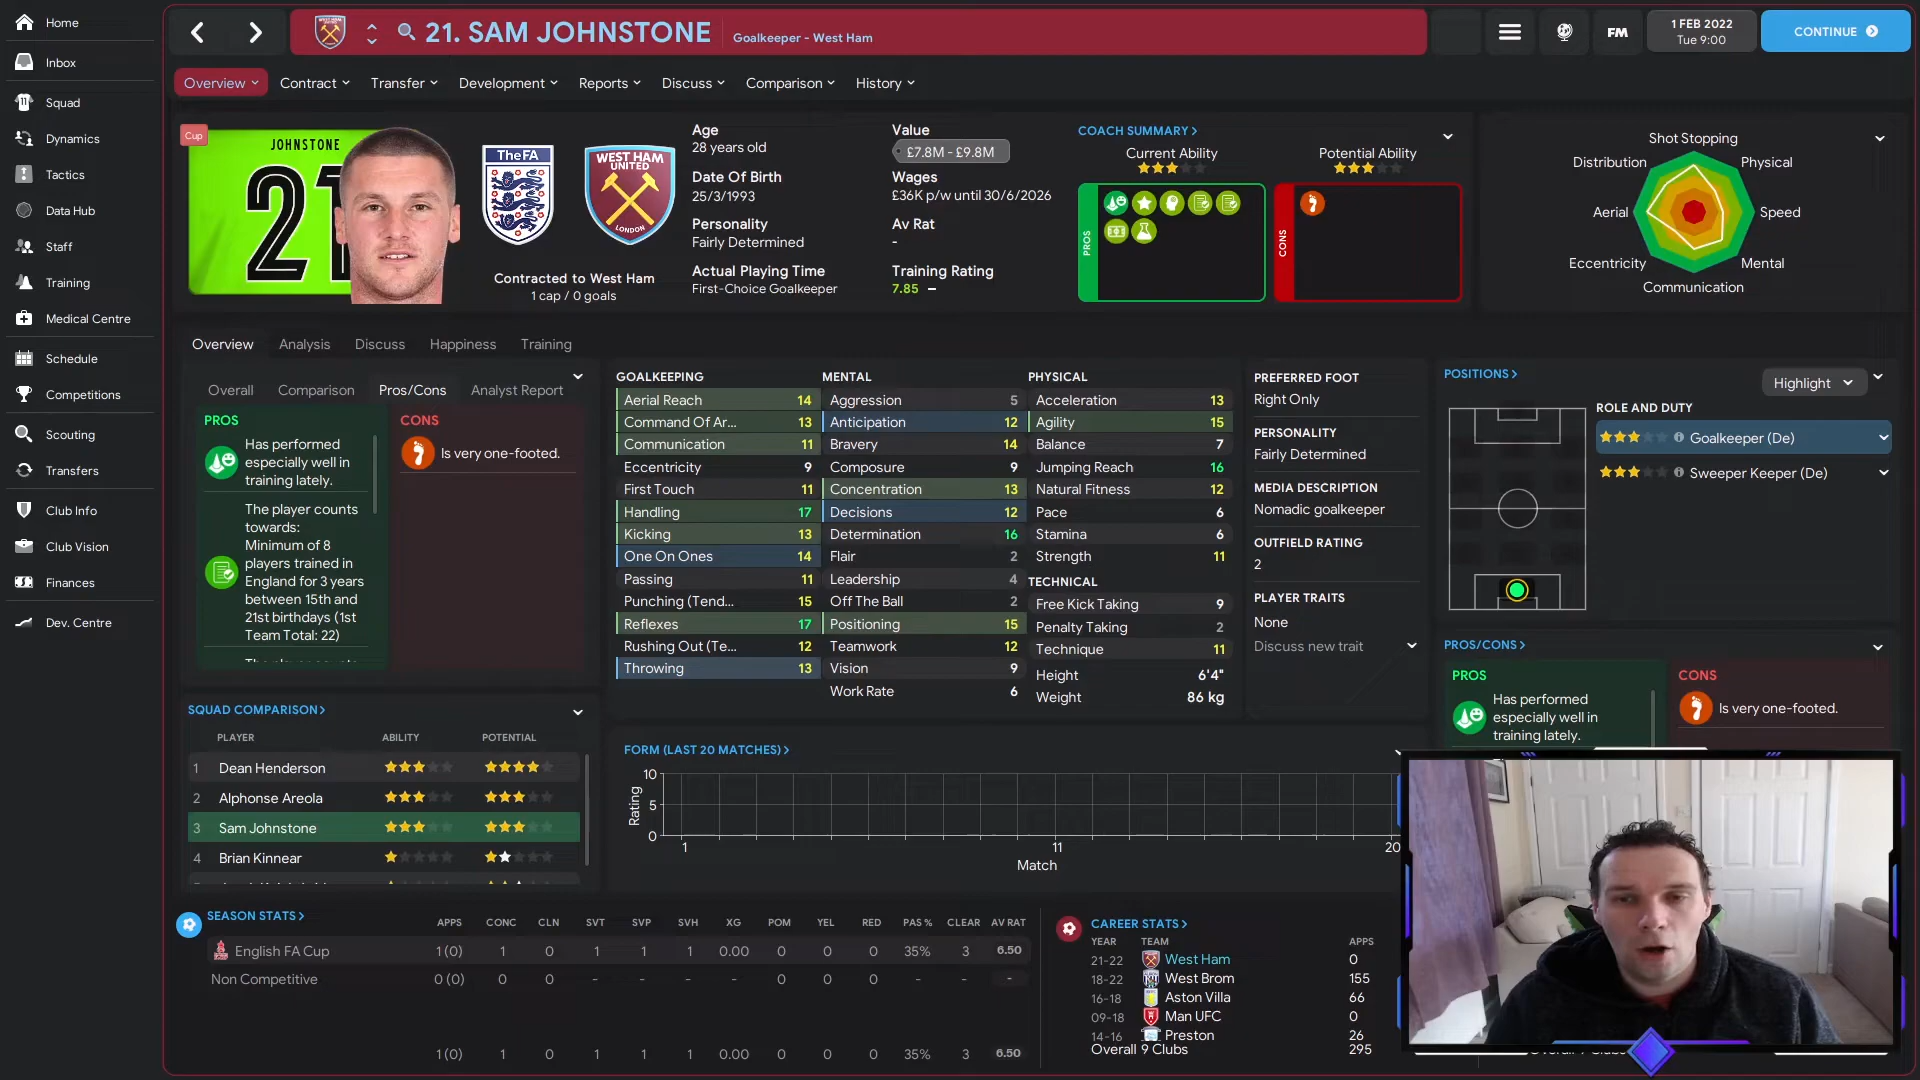 Home
Inbox
Squad
Dynamics
Tactics
Data Hub
Staff
Training
Medical Centre
Schedule
Competitions
Scouting
Transfers
Club Info
Club Vision
Finances
Dev. Centre
21. SAM JOHNSTONE
Goalkeeper - West Ham
FM
1 FEB 2022
Tue 9:00
CONTINUE
Overview
Contract
Transfer
Development
Reports
Discuss
Comparison
History
Cup
JOHNSTONE
21
TheFA
WEST HAM
UNITED
LONDON
Contracted to West Ham
1 cap / 0 goals
Age
28 years old
Date Of Birth
25/3/1993
Personality
Fairly Determined
Actual Playing Time
First-Choice Goalkeeper
Value
£7.8M - £9.8M
Wages
£36K p/w until 30/6/2026
Av Rat
-
Training Rating
7.85
COACH SUMMARY >
Current Ability
Potential Ability
PROS
CONS
Shot Stopping
Distribution
Physical
Aerial
Speed
Eccentricity
Mental
Communication
Overview
Analysis
Discuss
Happiness
Training
Overall
Comparison
Pros/Cons
Analyst Report
PROS
Has performed
especially well in
training lately.
The player counts
towards:
Minimum of 8
players trained in
England for 3 years
between 15th and
21st birthdays (1st
Team Total: 22)
CONS
Is very one-footed.
GOALKEEPING
Aerial Reach 14
Command Of Ar... 13
Communication 11
Eccentricity 9
First Touch 11
Handling 17
Kicking 13
One On Ones 14
Passing 11
Punching (Tend... 15
Reflexes 17
Rushing Out (Te... 12
Throwing 13
MENTAL
Aggression 5
Anticipation 12
Bravery 14
Composure 9
Concentration 13
Decisions 12
Determination 16
Flair 2
Leadership 4
Off The Ball 2
Positioning 15
Teamwork 12
Vision 9
Work Rate 6
PHYSICAL
Acceleration 13
Agility 15
Balance 7
Jumping Reach 16
Natural Fitness 12
Pace 6
Stamina 6
Strength 11
TECHNICAL
Free Kick Taking 9
Penalty Taking 2
Technique 11
Height 6'4"
Weight 86 kg
PREFERRED FOOT
Right Only
PERSONALITY
Fairly Determined
MEDIA DESCRIPTION
Nomadic goalkeeper
OUTFIELD RATING
2
PLAYER TRAITS
None
Discuss new trait
POSITIONS >
Highlight
ROLE AND DUTY
Goalkeeper (De)
Sweeper Keeper (De)
PROS/CONS >
PROS
Has performed
especially well in
training lately.
CONS
Is very one-footed.
SQUAD COMPARISON >
PLAYER ABILITY POTENTIAL
1 Dean Henderson
2 Alphonse Areola
3 Sam Johnstone
4 Brian Kinnear
FORM (LAST 20 MATCHES) >
Rating
10
5
0
1 11 20
Match
SEASON STATS >
APPS CONC CLN SVT SVP SVH XG POM YEL RED PAS % CLEAR AV RAT
English FA Cup 1 (0) 1 0 1 1 1 0.00 0 0 0 35% 3 6.50
Non Competitive 0 (0) 0 0 - - - - 0 0 0 - - -
1 (0) 1 0 1 1 1 0.00 0 0 0 35% 3 6.50
CAREER STATS >
YEAR TEAM APPS
21-22 West Ham 0
18-22 West Brom 155
16-18 Aston Villa 66
09-18 Man UFC 0
14-16 Preston 26
Overall 9 Clubs 295